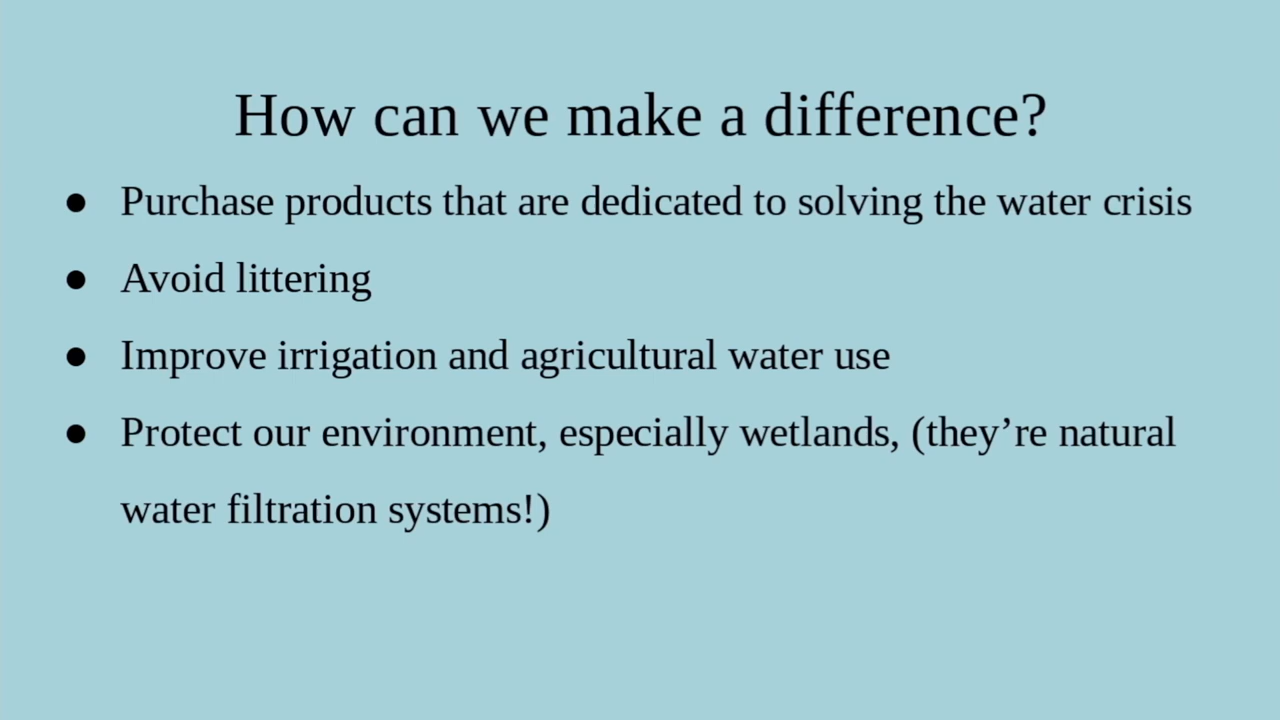 How can we make a difference?
● Purchase products that are dedicated to solving the water crisis
● Avoid littering
● Improve irrigation and agricultural water use
● Protect our environment, especially wetlands, (they’re natural
water filtration systems!)